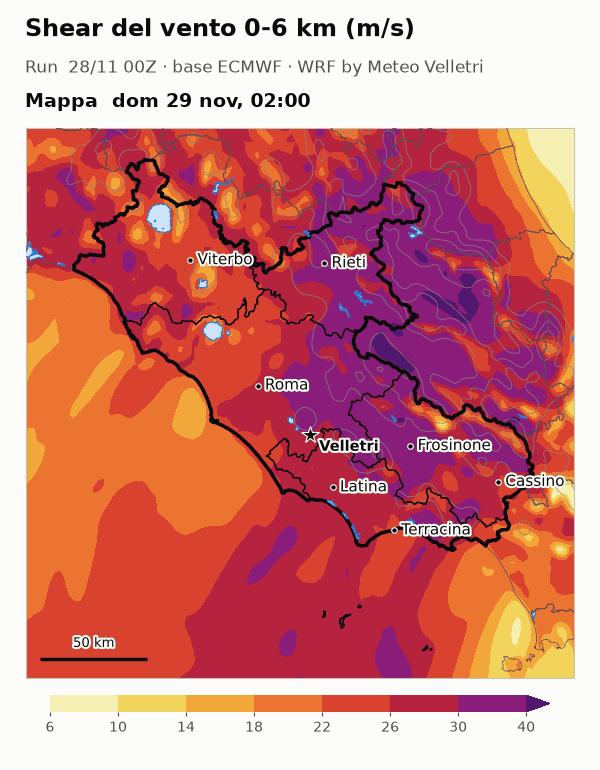 Shear del vento 0-6 km (m/s)
Run  28/11 00Z · base ECMWF · WRF by Meteo Velletri
Mappa  dom 29 nov, 02:00
Viterbo
Rieti
Roma
Velletri
Frosinone
Cassino
Latina
Terracina
50 km
6 10 14 18 22 26 30 40